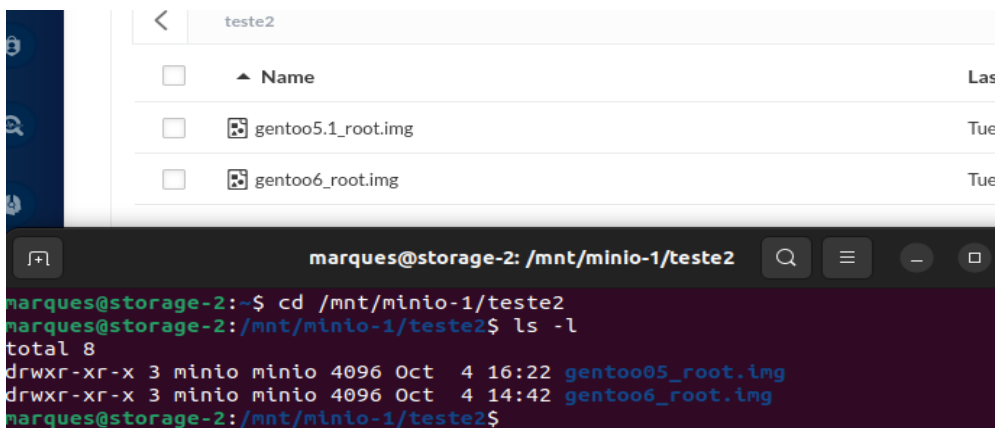 teste2
Name Las
gentoo5.1_root.img Tue
gentoo6_root.img Tue
marques@storage-2: /mnt/minio-1/teste2
marques@storage-2:~$ cd /mnt/minio-1/teste2
marques@storage-2:/mnt/minio-1/teste2$ ls -l
total 8
drwxr-xr-x 3 minio minio 4096 Oct  4 16:22 gentoo05_root.img
drwxr-xr-x 3 minio minio 4096 Oct  4 14:42 gentoo6_root.img
marques@storage-2:/mnt/minio-1/teste2$